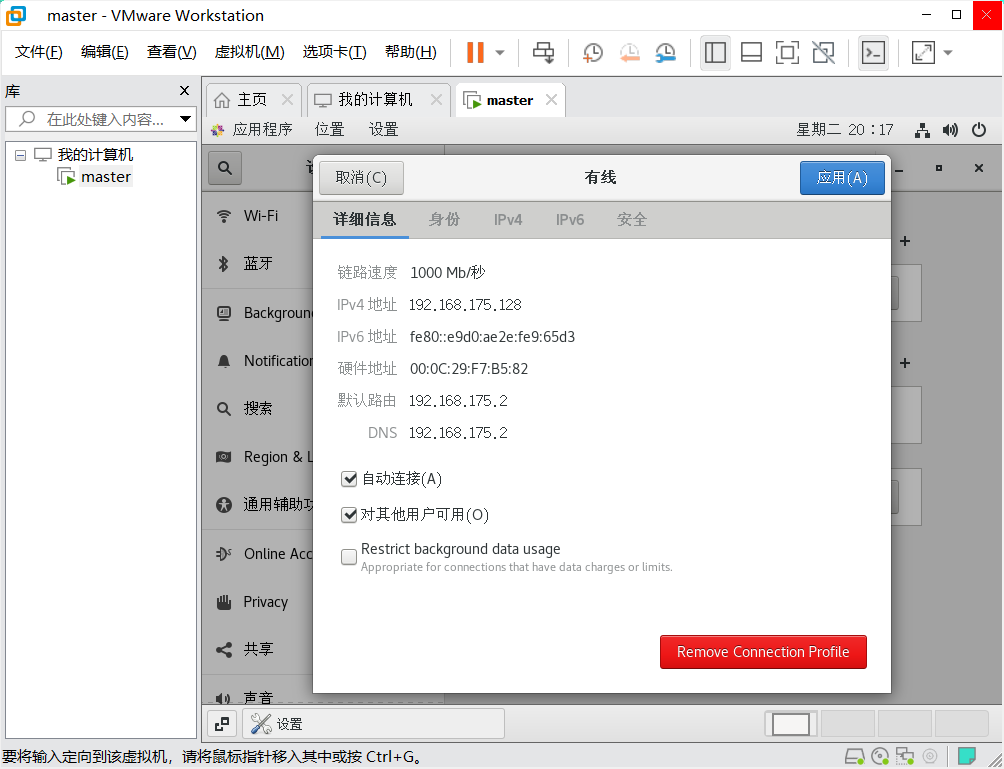 master - VMware Workstation
文件(F) 编辑(E) 查看(V) 虚拟机(M) 选项卡(T) 帮助(H)
库
在此处键入内容...
我的计算机
master
主页 我的计算机 master
应用程序 位置 设置 星期二 20：17
取消(C) 有线 应用(A)
详细信息 身份 IPv4 IPv6 安全
Wi-Fi
蓝牙
Backgroun
Notification
搜索
Region & L
通用辅助功
Online Acc
Privacy
共享
声音
链路速度 1000 Mb/秒
IPv4 地址 192.168.175.128
IPv6 地址 fe80::e9d0:ae2e:fe9:65d3
硬件地址 00:0C:29:F7:B5:82
默认路由 192.168.175.2
DNS 192.168.175.2
自动连接(A)
对其他用户可用(O)
Restrict background data usage
Appropriate for connections that have data charges or limits.
Remove Connection Profile
设置
要将输入定向到该虚拟机，请将鼠标指针移入其中或按 Ctrl+G。